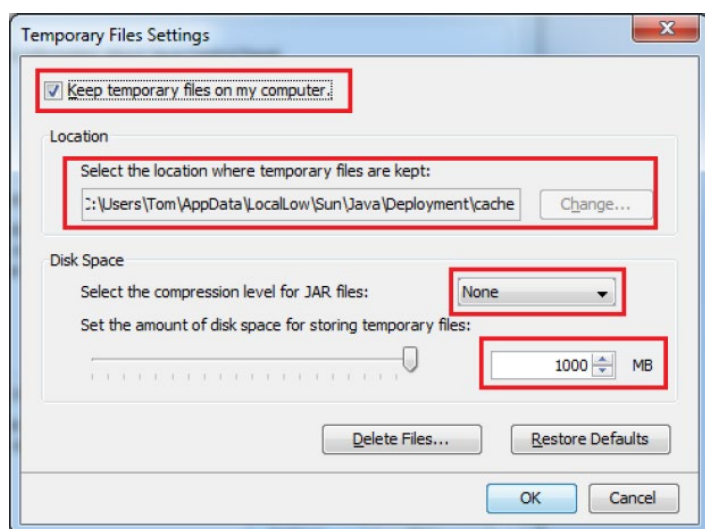 Temporary Files Settings
Keep temporary files on my computer.
Location
Select the location where temporary files are kept:
C:\Users\Tom\AppData\LocalLow\Sun\Java\Deployment\cache
Change...
Disk Space
Select the compression level for JAR files:
None
Set the amount of disk space for storing temporary files:
1000 MB
Delete Files...
Restore Defaults
OK
Cancel